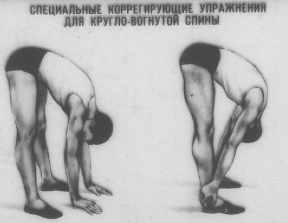 СПЕЦИАЛЬНЫЕ КОРРЕГИРУЮЩИЕ УПРАЖНЕНИЯ
ДЛЯ КРУГЛО-ВОГНУТОЙ СПИНЫ